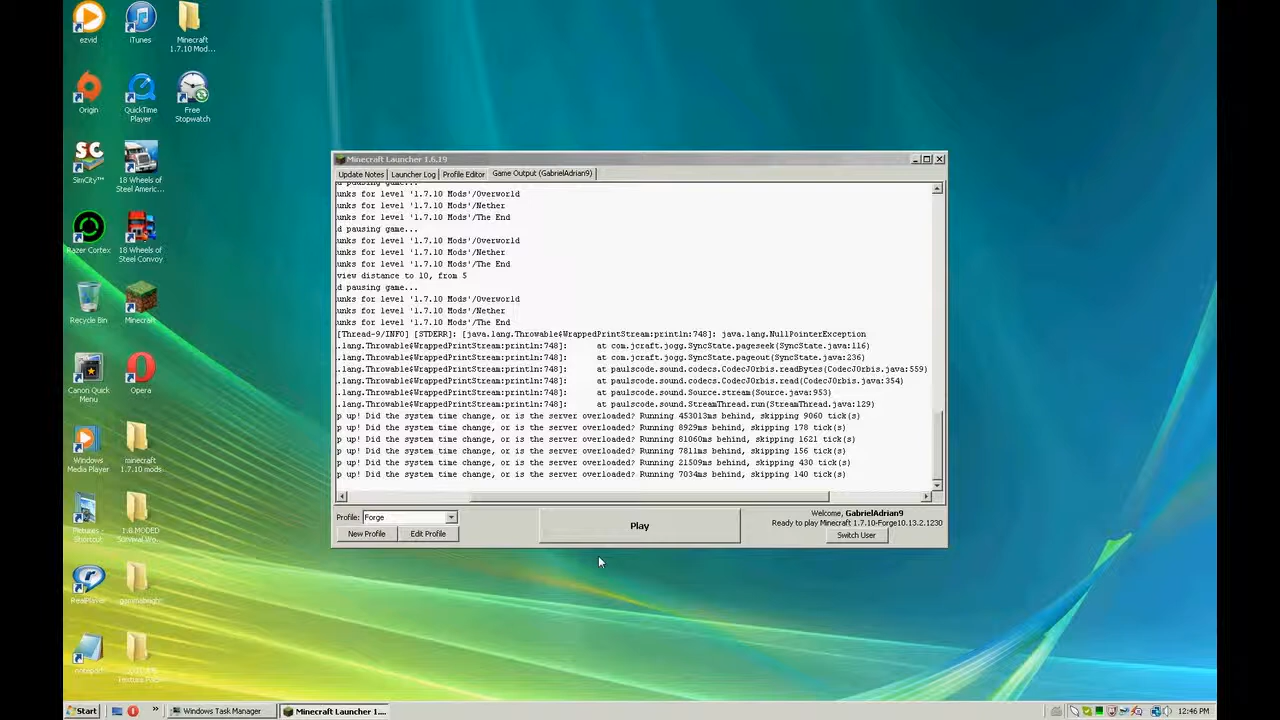 ezvid
iTunes
Minecraft
1.7.10 Mod...
Origin
QuickTime
Player
Free
Stopwatch
SimCity™
18 Wheels of
Steel Americ...
Razer Cortex
18 Wheels of
Steel Convoy
Recycle Bin
Minecraft
Canon Quick
Menu
Opera
Windows
Media Player
minecraft
1.7.10 mods
Pictures -
Shortcut
1.8 MODED
Survival Wo...
RealPlayer
notepad
Minecraft Launcher 1.6.19
Update Notes
Launcher Log
Profile Editor
Game Output (GabrielAdrian9)
d pausing game...
unks for level '1.7.10 Mods'/Overworld
unks for level '1.7.10 Mods'/Nether
unks for level '1.7.10 Mods'/The End
d pausing game...
unks for level '1.7.10 Mods'/Overworld
unks for level '1.7.10 Mods'/Nether
unks for level '1.7.10 Mods'/The End
view distance to 10, from 5
d pausing game...
unks for level '1.7.10 Mods'/Overworld
unks for level '1.7.10 Mods'/Nether
unks for level '1.7.10 Mods'/The End
[Thread-9/INFO] [STDERR]: [java.lang.Throwable$WrappedPrintStream:println:748]: java.lang.NullPointerException
.lang.Throwable$WrappedPrintStream:println:748]: at com.jcraft.jogg.SyncState.pageseek(SyncState.java:116)
.lang.Throwable$WrappedPrintStream:println:748]: at com.jcraft.jogg.SyncState.pageout(SyncState.java:236)
.lang.Throwable$WrappedPrintStream:println:748]: at paulscode.sound.codecs.CodecJOrbis.readBytes(CodecJOrbis.java:559)
.lang.Throwable$WrappedPrintStream:println:748]: at paulscode.sound.codecs.CodecJOrbis.read(CodecJOrbis.java:354)
.lang.Throwable$WrappedPrintStream:println:748]: at paulscode.sound.Source.stream(Source.java:953)
.lang.Throwable$WrappedPrintStream:println:748]: at paulscode.sound.StreamThread.run(StreamThread.java:129)
p up! Did the system time change, or is the server overloaded? Running 453013ms behind, skipping 9060 tick(s)
p up! Did the system time change, or is the server overloaded? Running 8929ms behind, skipping 178 tick(s)
p up! Did the system time change, or is the server overloaded? Running 81060ms behind, skipping 1621 tick(s)
p up! Did the system time change, or is the server overloaded? Running 7811ms behind, skipping 156 tick(s)
p up! Did the system time change, or is the server overloaded? Running 21509ms behind, skipping 430 tick(s)
p up! Did the system time change, or is the server overloaded? Running 7034ms behind, skipping 140 tick(s)
Profile: Forge
New Profile
Edit Profile
Play
Welcome, GabrielAdrian9
Ready to play Minecraft 1.7.10-Forge10.13.2.1230
Switch User
Start
Windows Task Manager
Minecraft Launcher 1....
12:46 PM